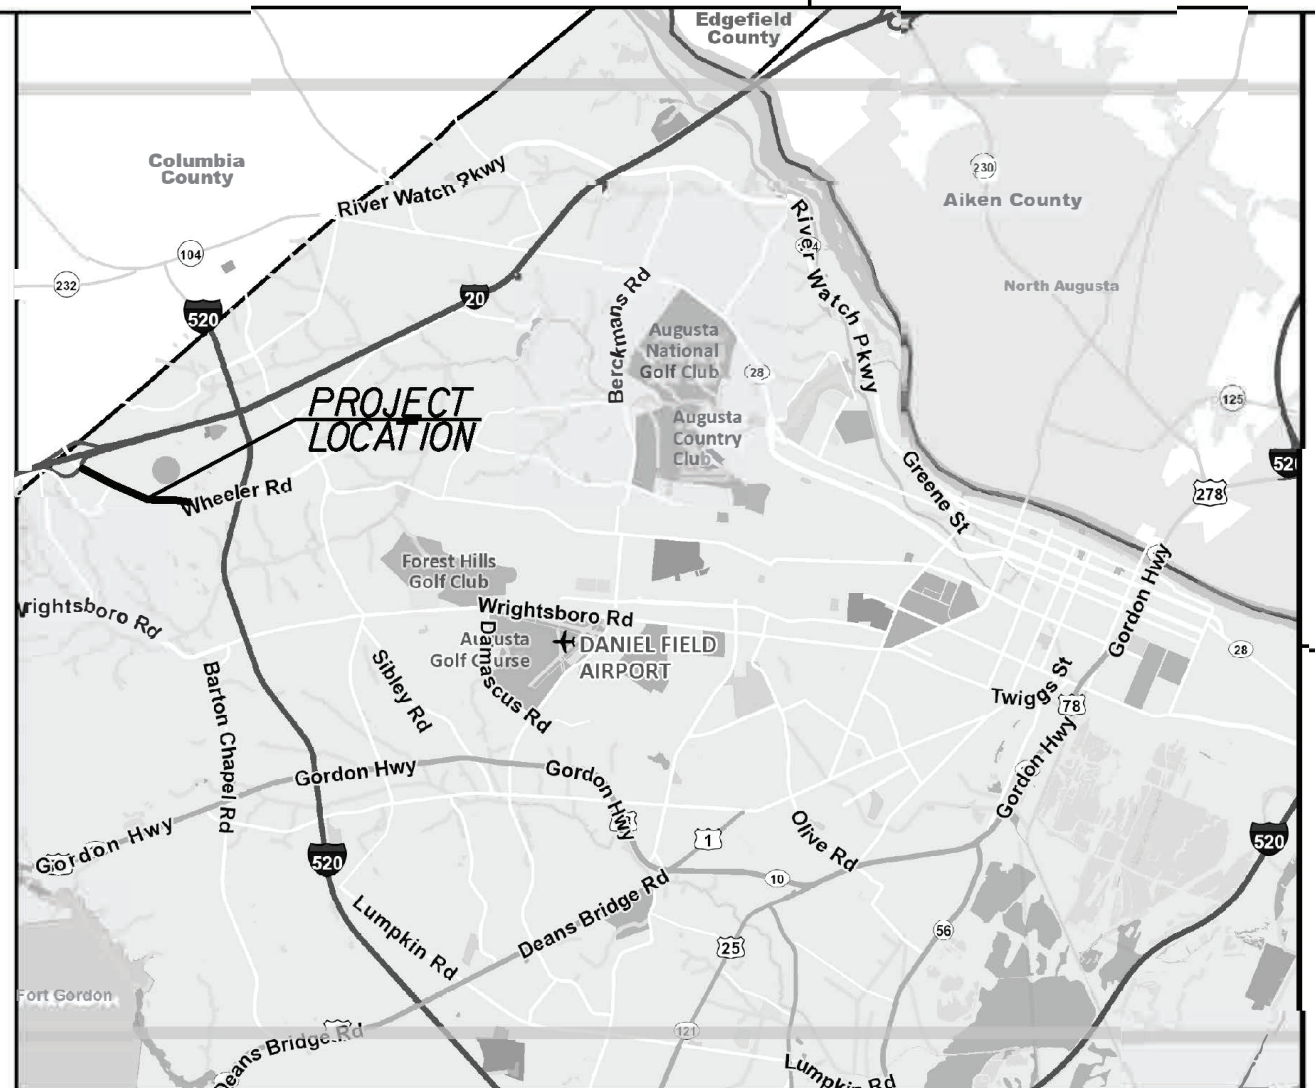 Edgefield
County
Columbia
County
River Watch Pkwy
230
Aiken County
104
232
River Watch Pkwy
North Augusta
20
520
Berckmans Rd
Augusta
National
Golf Club
28
PROJECT
LOCATION
125
Augusta
Country
Club
520
278
Wheeler Rd
Greene St
Forest Hills
Golf Club
Gordon Hwy
Wrightsboro Rd
Wrightsboro Rd
Augusta
Golf Course
DANIEL FIELD
AIRPORT
28
Damascus Rd
Sibley Rd
Barton Chapel Rd
Twiggs St
78
Gordon Hwy
Gordon Hwy
Gordon Hwy
Gordon Hwy
1
Olive Rd
520
520
10
Lumpkin Rd
Deans Bridge Rd
56
25
Fort Gordon
121
Deans Bridge Rd
Lumpkin Rd